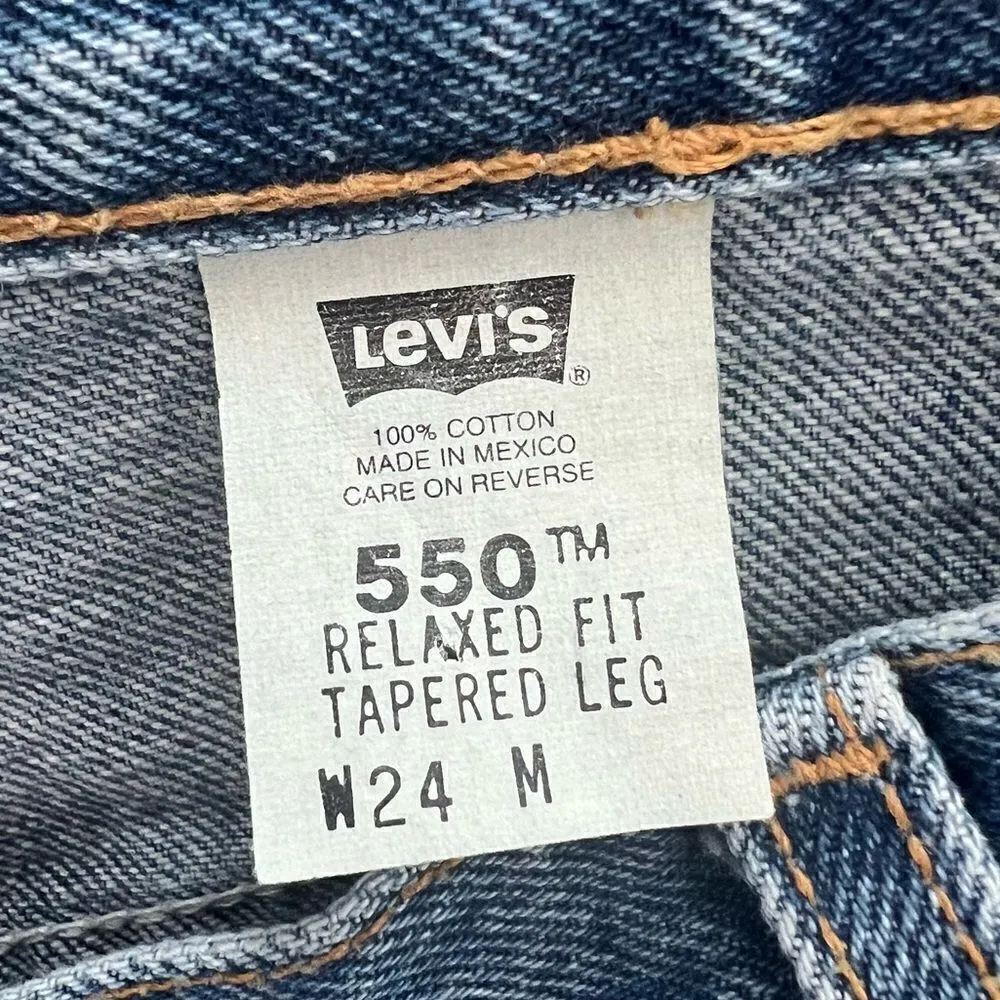 Levi's ®
100% COTTON
MADE IN MEXICO
CARE ON REVERSE
550™
RELAXED FIT
TAPERED LEG
W24 M